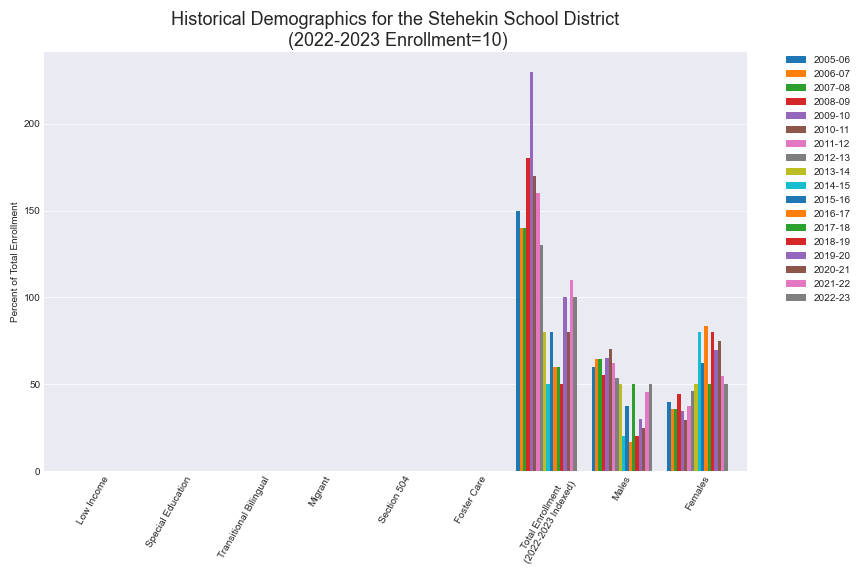 Historical Demographics for the Stehekin School District
(2022-2023 Enrollment=10)
Percent of Total Enrollment
200
150
100
50
0
Low Income
Special Education
Transitional Bilingual
Migrant
Section 504
Foster Care
Total Enrollment
(2022-2023 Indexed)
Males
Females
2005-06
2006-07
2007-08
2008-09
2009-10
2010-11
2011-12
2012-13
2013-14
2014-15
2015-16
2016-17
2017-18
2018-19
2019-20
2020-21
2021-22
2022-23